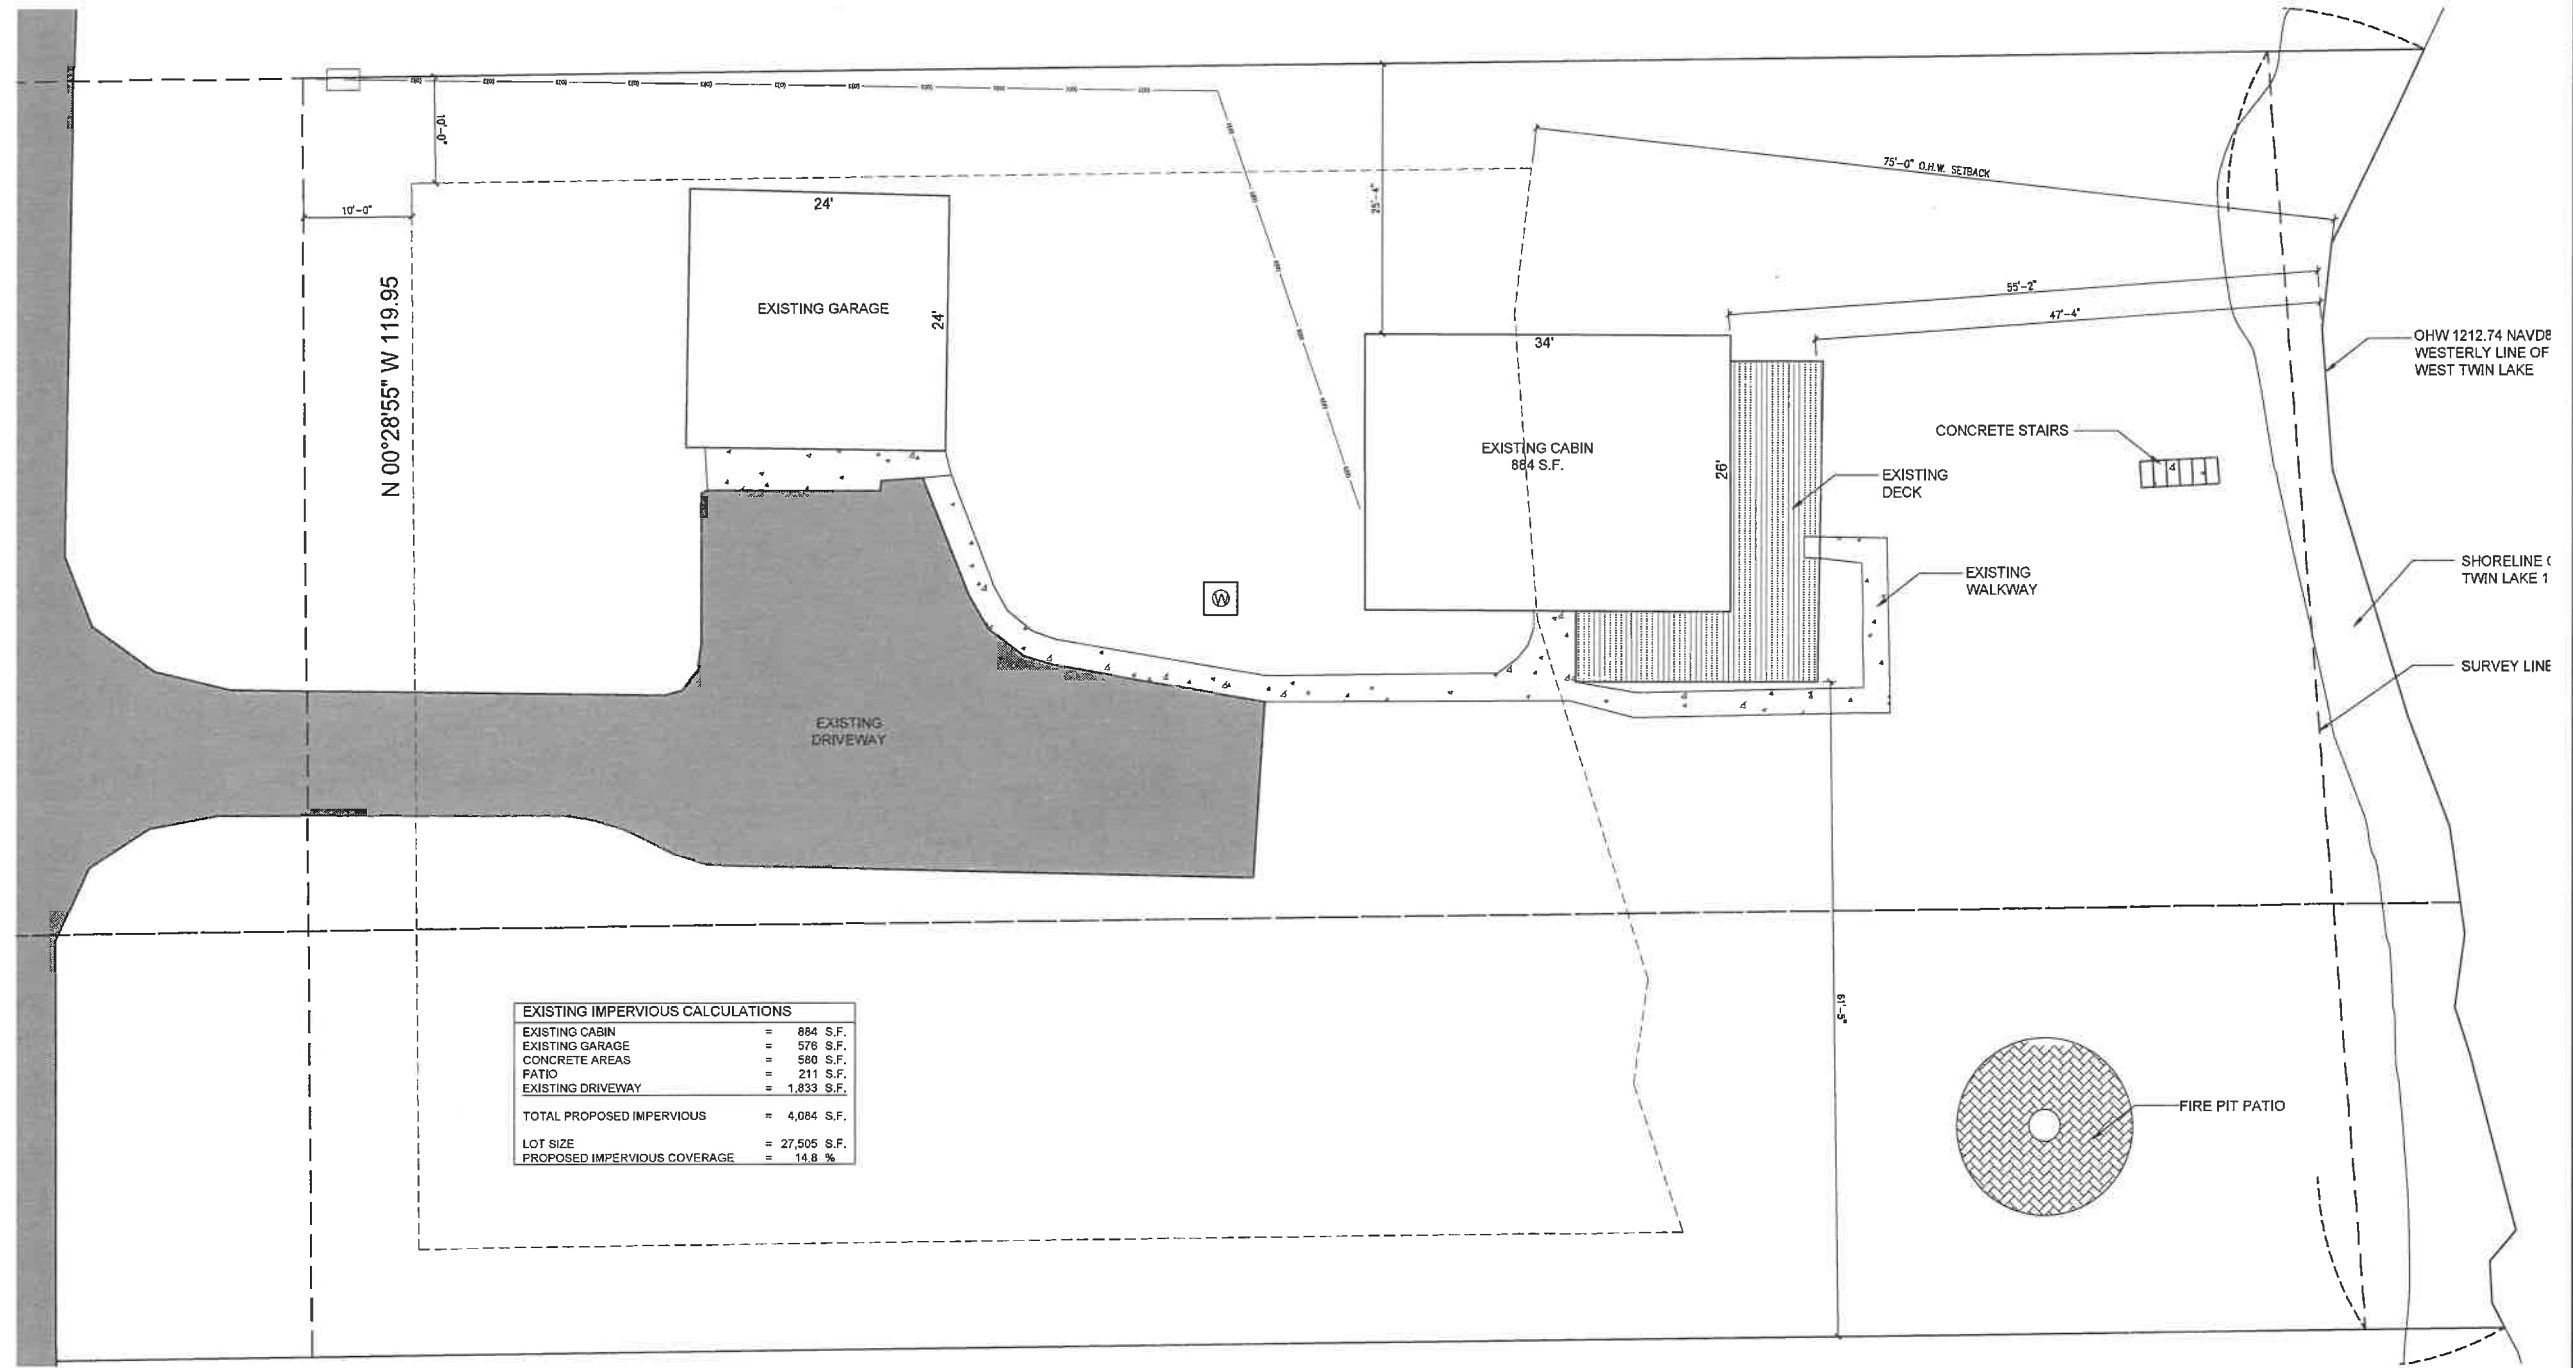 10'-0"
75'-0" O.H.W. SETBACK
25'-4"
24'
10'-0"
N 00°28'55" W 119.95
EXISTING GARAGE
24'
55'-2"
47'-4"
34'
OHW 1212.74 NAVD8
WESTERLY LINE OF
WEST TWIN LAKE
CONCRETE STAIRS
EXISTING CABIN
884 S.F.
26'
EXISTING
DECK
EXISTING
WALKWAY
SHORELINE
TWIN LAKE 1
W
SURVEY LINE
EXISTING
DRIVEWAY
61'-5"
EXISTING IMPERVIOUS CALCULATIONS
EXISTING CABIN = 884 S.F.
EXISTING GARAGE = 576 S.F.
CONCRETE AREAS = 580 S.F.
PATIO = 211 S.F.
EXISTING DRIVEWAY = 1,833 S.F.
TOTAL PROPOSED IMPERVIOUS = 4,084 S.F.
LOT SIZE = 27,505 S.F.
PROPOSED IMPERVIOUS COVERAGE = 14.8 %
FIRE PIT PATIO